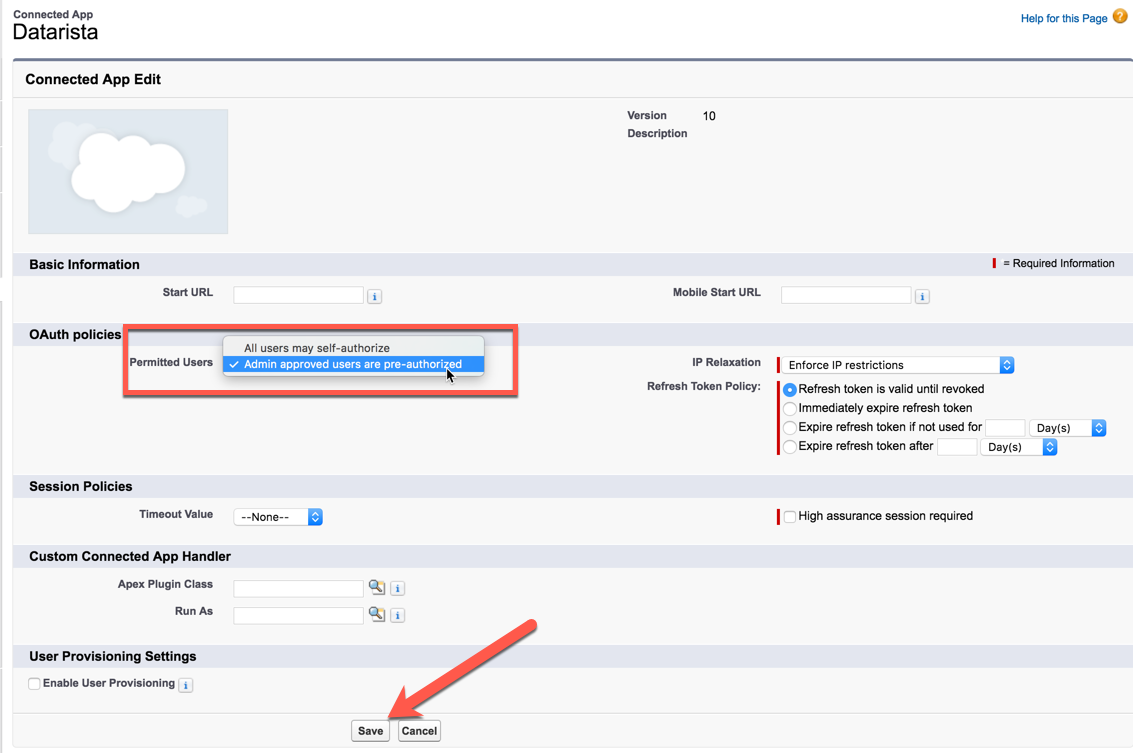 Connected App
Datarista
Help for this Page ?
Connected App Edit
Version 10
Description
Basic Information
= Required Information
Start URL i
Mobile Start URL i
OAuth policies
Permitted Users
All users may self-authorize
✓ Admin approved users are pre-authorized
IP Relaxation Enforce IP restrictions
Refresh Token Policy: Refresh token is valid until revoked
Immediately expire refresh token
Expire refresh token if not used for Day(s)
Expire refresh token after Day(s)
Session Policies
Timeout Value --None--
High assurance session required
Custom Connected App Handler
Apex Plugin Class i
Run As i
User Provisioning Settings
Enable User Provisioning i
Save Cancel